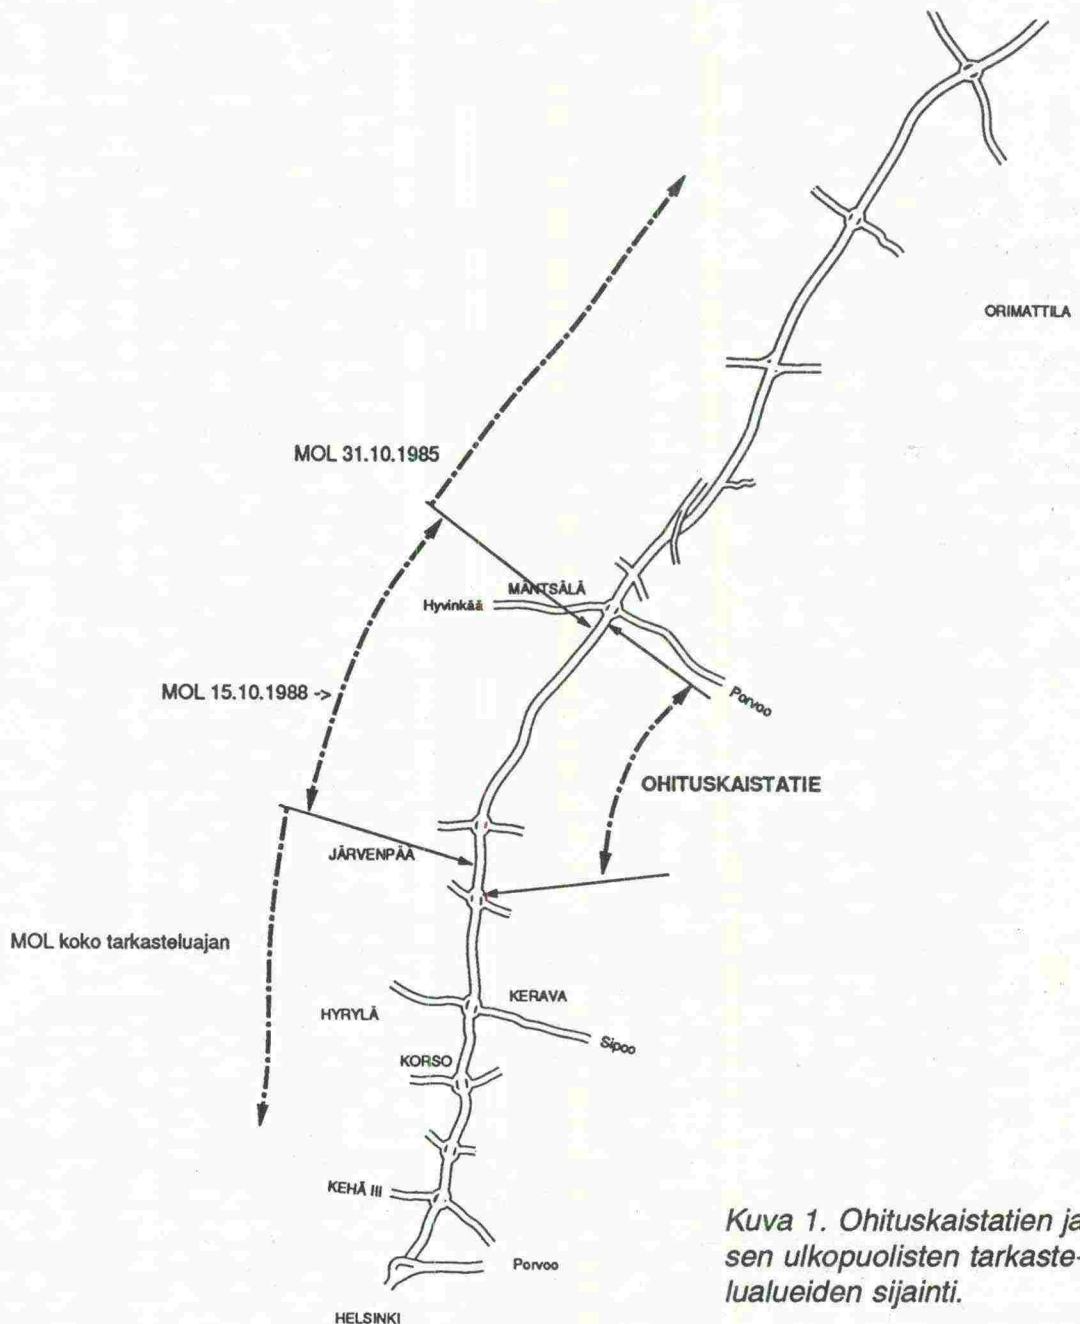 ORIMATTILA
MOL 31.10.1985
MÄNTSÄLÄ
Hyvinkää
MOL 15.10.1988 ->
Porvoo
OHITUSKAISTATIE
JÄRVENPÄÄ
MOL koko tarkasteluajan
KERAVA
HYRYLÄ
Sipoo
KORSO
KEHÄ III
Porvoo
HELSINKI
Kuva 1. Ohituskaistatien ja
sen ulkopuolisten tarkaste-
lualueiden sijainti.